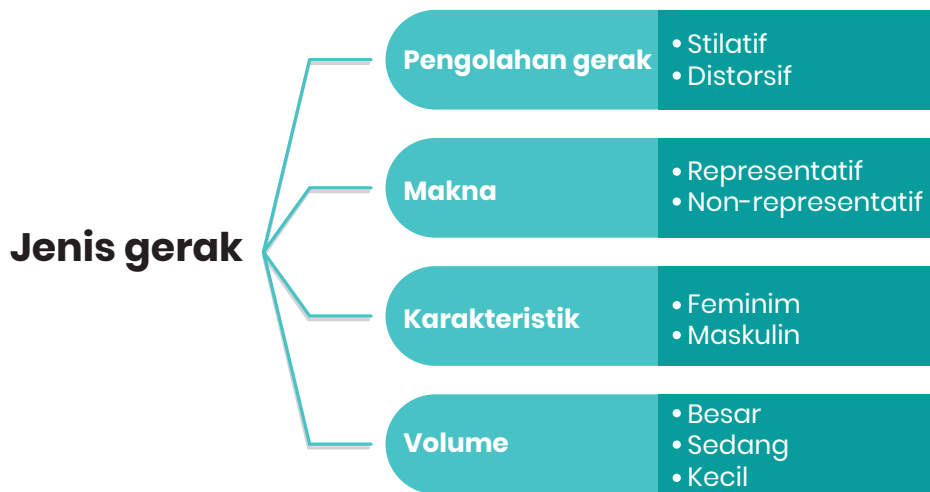 Jenis gerak
Pengolahan gerak
• Stilatif
• Distorsif
Makna
• Representatif
• Non-representatif
Karakteristik
• Feminim
• Maskulin
Volume
• Besar
• Sedang
• Kecil